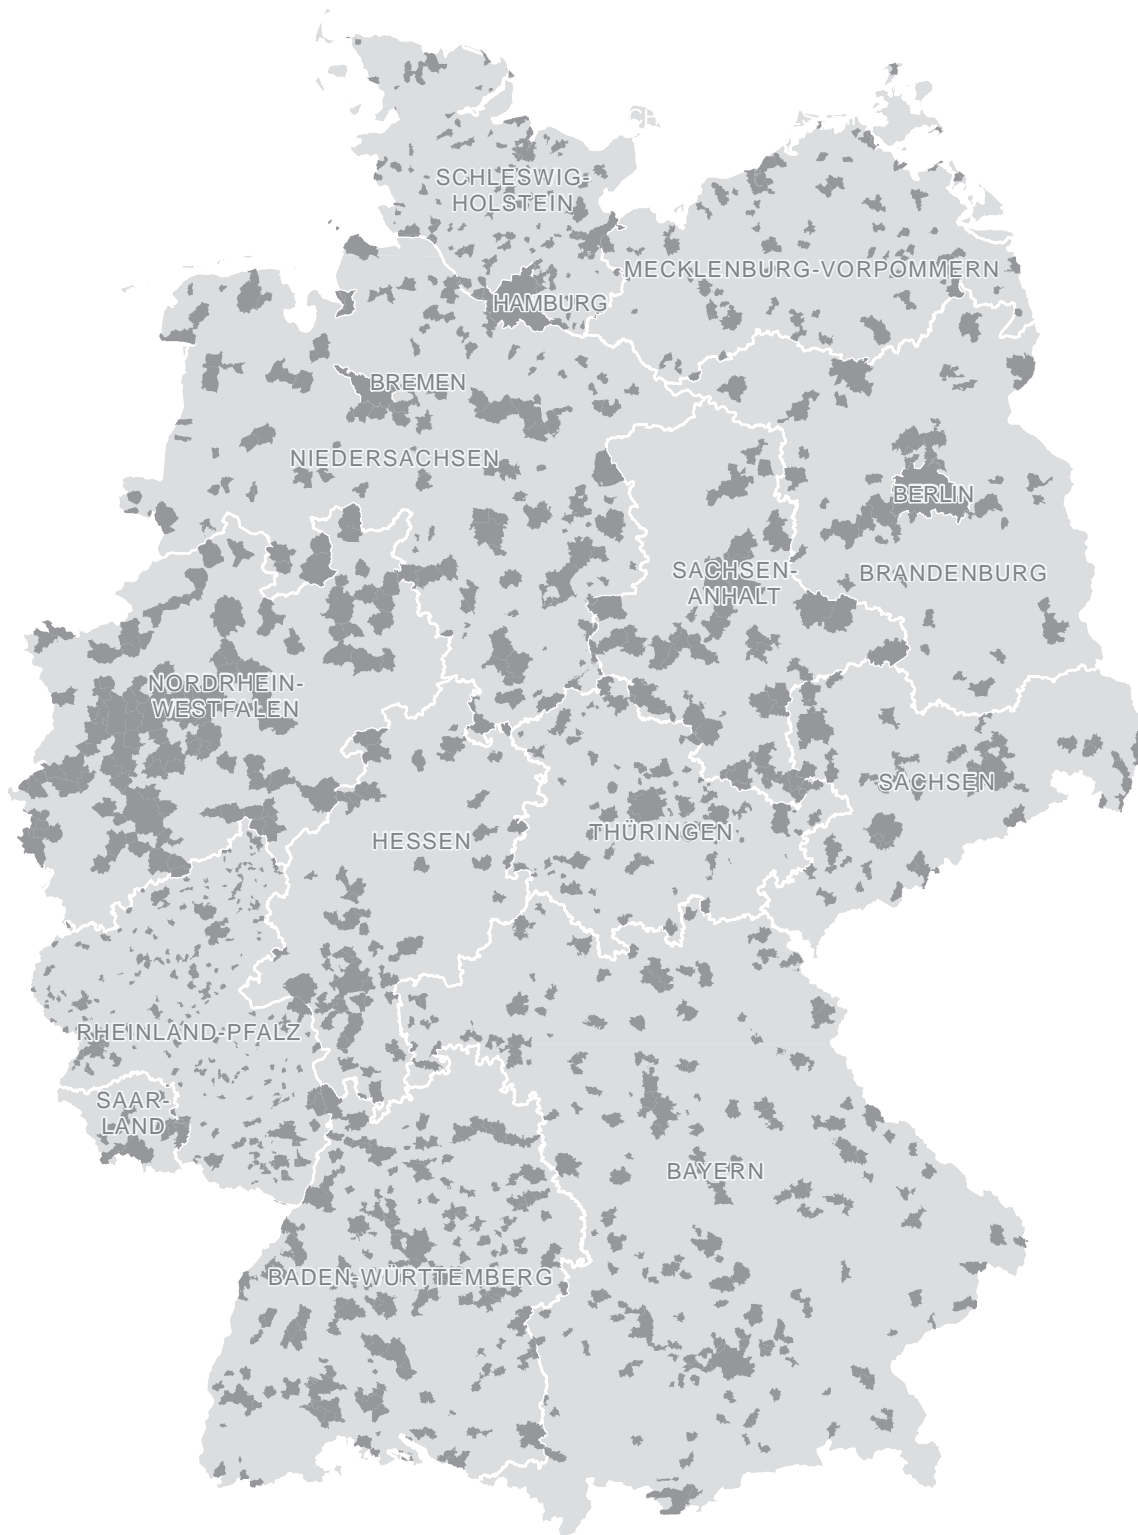 SCHLESWIG-
HOLSTEIN
MECKLENBURG-VORPOMMERN
HAMBURG
BREMEN
NIEDERSACHSEN
BERLIN
SACHSEN-
ANHALT
BRANDENBURG
NORDRHEIN-
WESTFALEN
SACHSEN
THÜRINGEN
HESSEN
RHEINLAND-PFALZ
SAAR-
LAND
BAYERN
BADEN-WÜRTTEMBERG